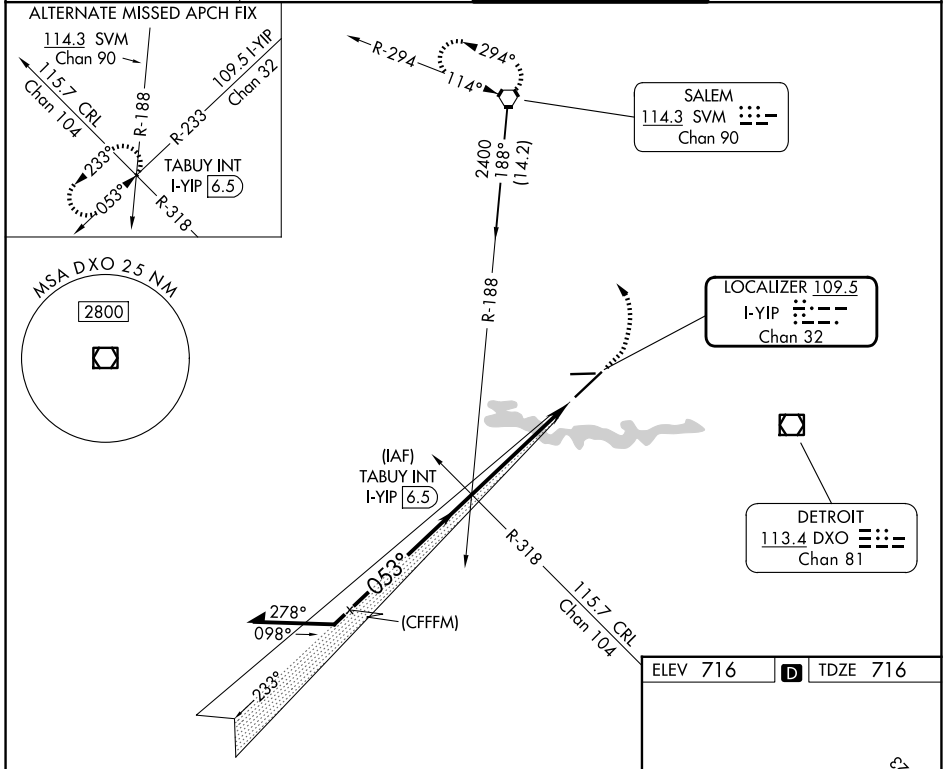 ALTERNATE MISSED APCH FIX
114.3 SVM
Chan 90
115.7 CRL
Chan 104
R-188
109.5 I-YIP
Chan 32
R-233
233°
053°
TABUY INT
I-YIP 6.5
R-318
R-294
294°
114°
SALEM
114.3 SVM
Chan 90
2400
188°
(14.2)
R-188
MSA DXO 25 NM
2800
LOCALIZER 109.5
I-YIP
Chan 32
(IAF)
TABUY INT
I-YIP 6.5
R-318
DETROIT
113.4 DXO
Chan 81
053°
115.7 CRL
Chan 104
278°
098°
(CFFFM)
233°
ELEV 716 D TDZE 716